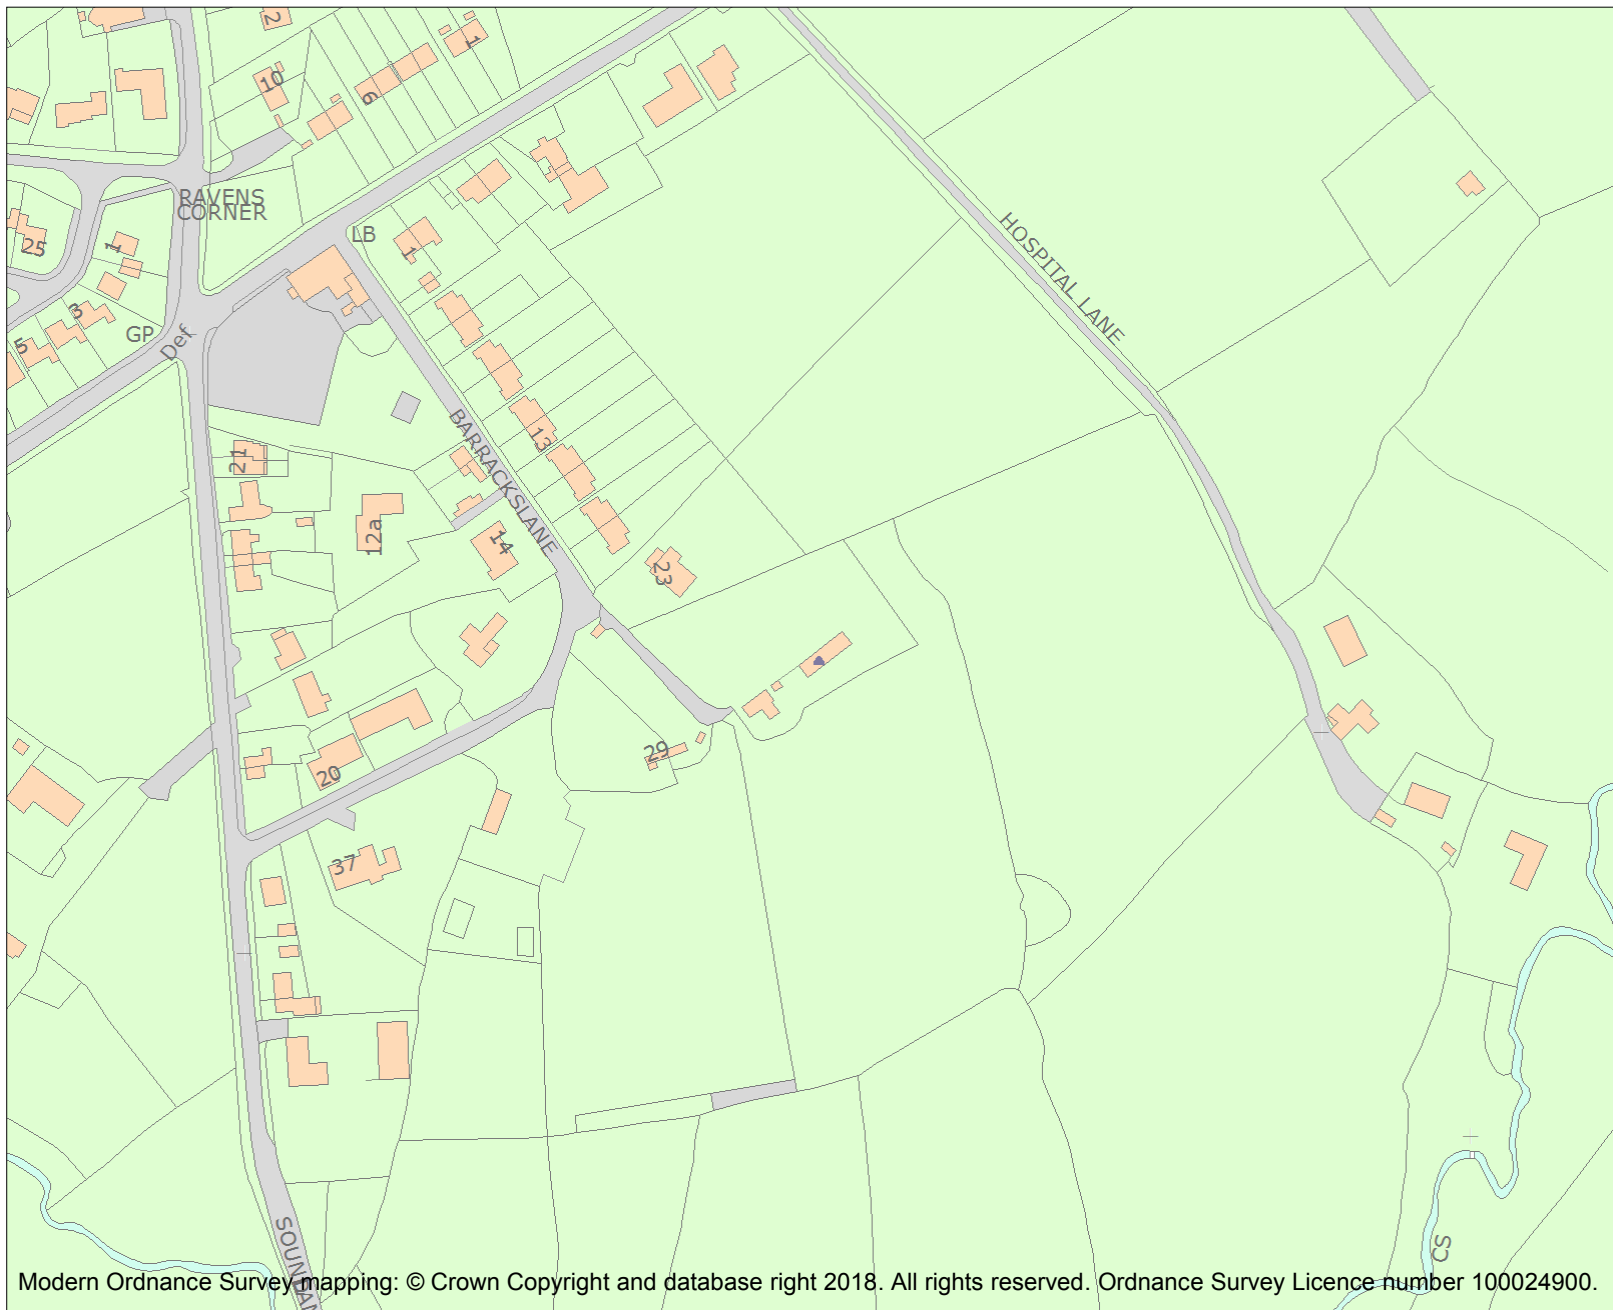 2
1
10
6
RAVENS
CORNER
LB
1
25
1
3
GP
Def
5
HOSPITAL LANE
BARRACKSLANE
13
21
12a
14
23
29
20
37
CS
SOUN
Modern Ordnance Survey mapping: © Crown Copyright and database right 2018. All rights reserved. Ordnance Survey Licence number 100024900.